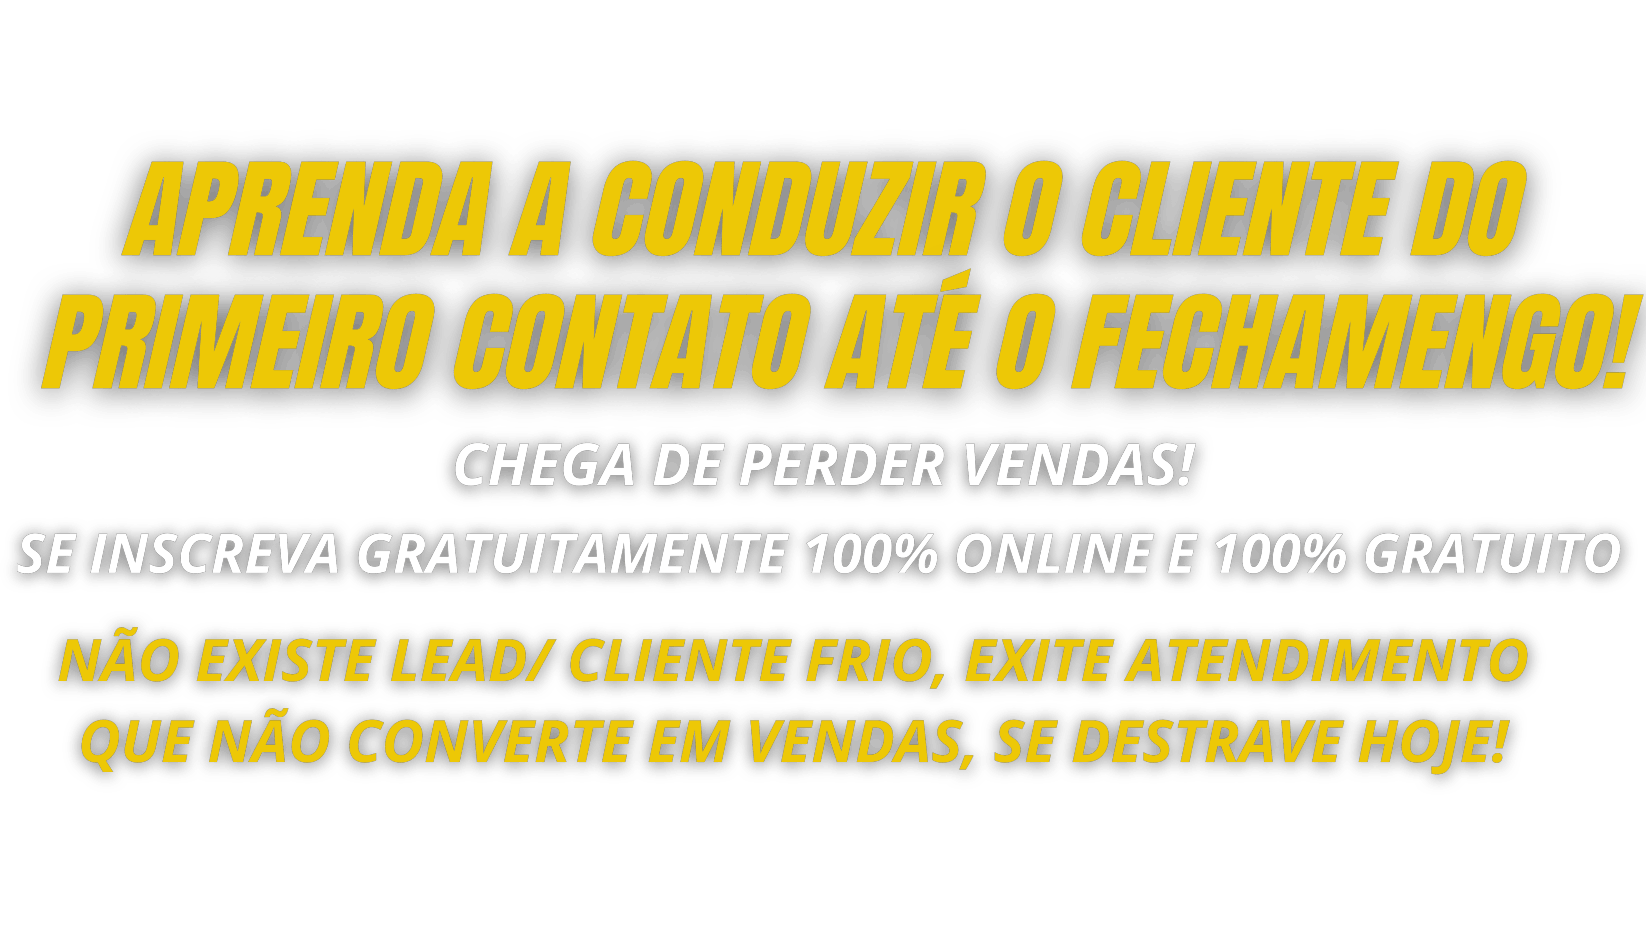 APRENDA A CONDUZIR O CLIENTE DO
PRIMEIRO CONTATO ATÉ O FECHAMENGO!
CHEGA DE PERDER VENDAS!
SE INSCREVA GRATUITAMENTE 100% ONLINE E 100% GRATUITO
NÃO EXISTE LEAD/ CLIENTE FRIO, EXITE ATENDIMENTO
QUE NÃO CONVERTE EM VENDAS, SE DESTRAVE HOJE!